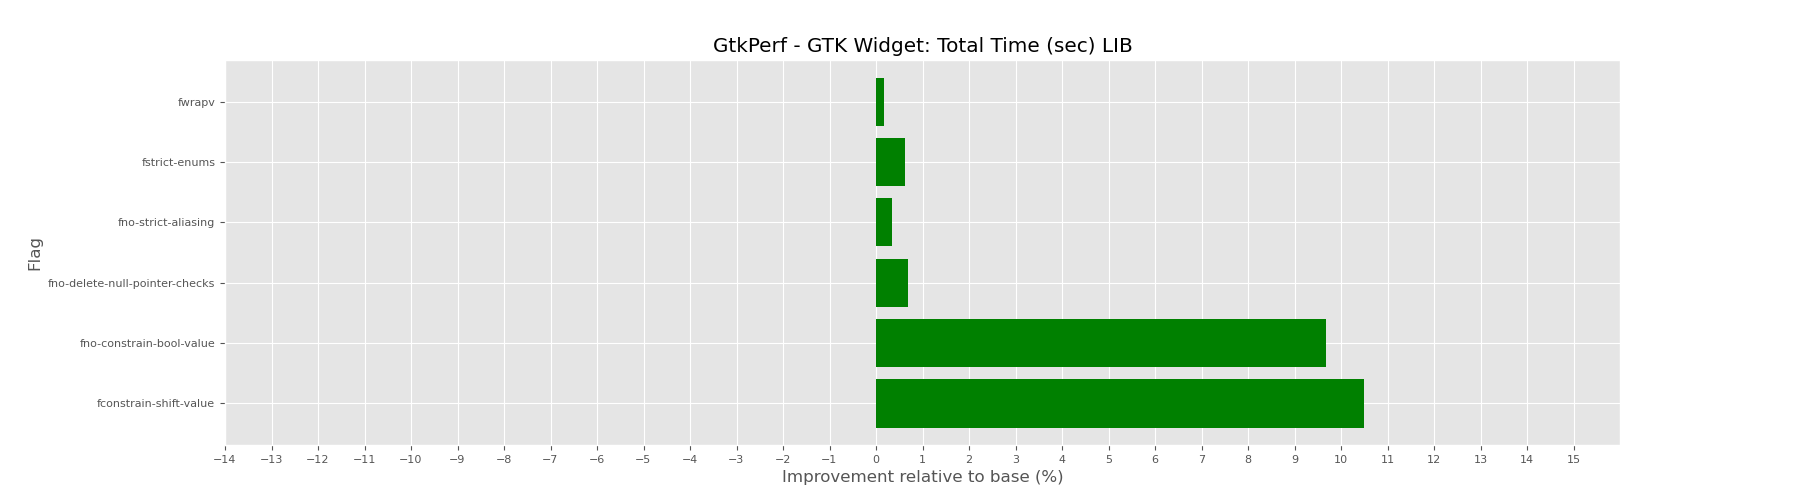 GtkPerf - GTK Widget: Total Time (sec) LIB
Flag
fwrapv
fstrict-enums
fno-strict-aliasing
fno-delete-null-pointer-checks
fno-constrain-bool-value
fconstrain-shift-value
−14 −13 −12 −11 −10 −9 −8 −7 −6 −5 −4 −3 −2 −1 0 1 2 3 4 5 6 7 8 9 10 11 12 13 14 15
Improvement relative to base (%)